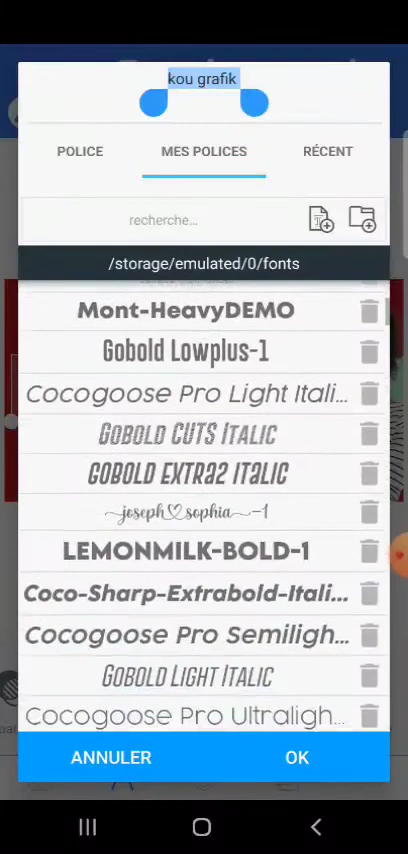 kou grafik
POLICE MES POLICES RÉCENT
recherche...
/storage/emulated/0/fonts
Mont-HeavyDEMO
Gobold Lowplus-1
Cocogoose Pro Light Itali...
Gobold CUTS Italic
Gobold Extra2 Italic
joseph sophia -1
LEMONMILK-BOLD-1
Coco-Sharp-Extrabold-Itali...
Cocogoose Pro Semiligh...
Gobold Light Italic
Cocogoose Pro Ultraligh...
ANNULER OK